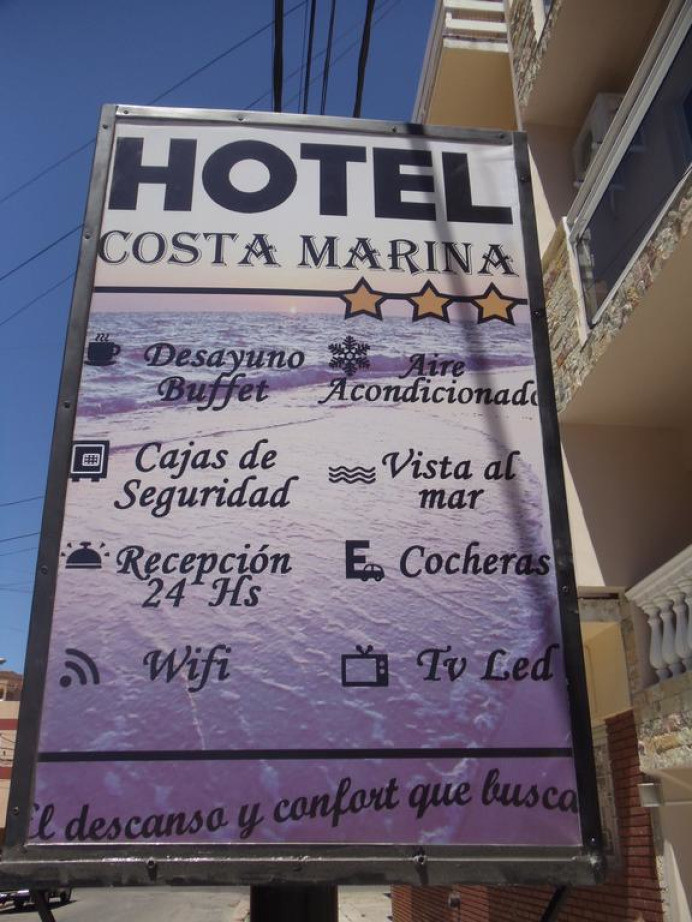 HOTEL
COSTA MARINA
Desayuno
Buffet
Aire
Acondicionado
Cajas de
Seguridad
Vista al
mar
Recepción
24 Hs
E
Cocheras
Wifi
Tv Led
El descanso y confort que busca